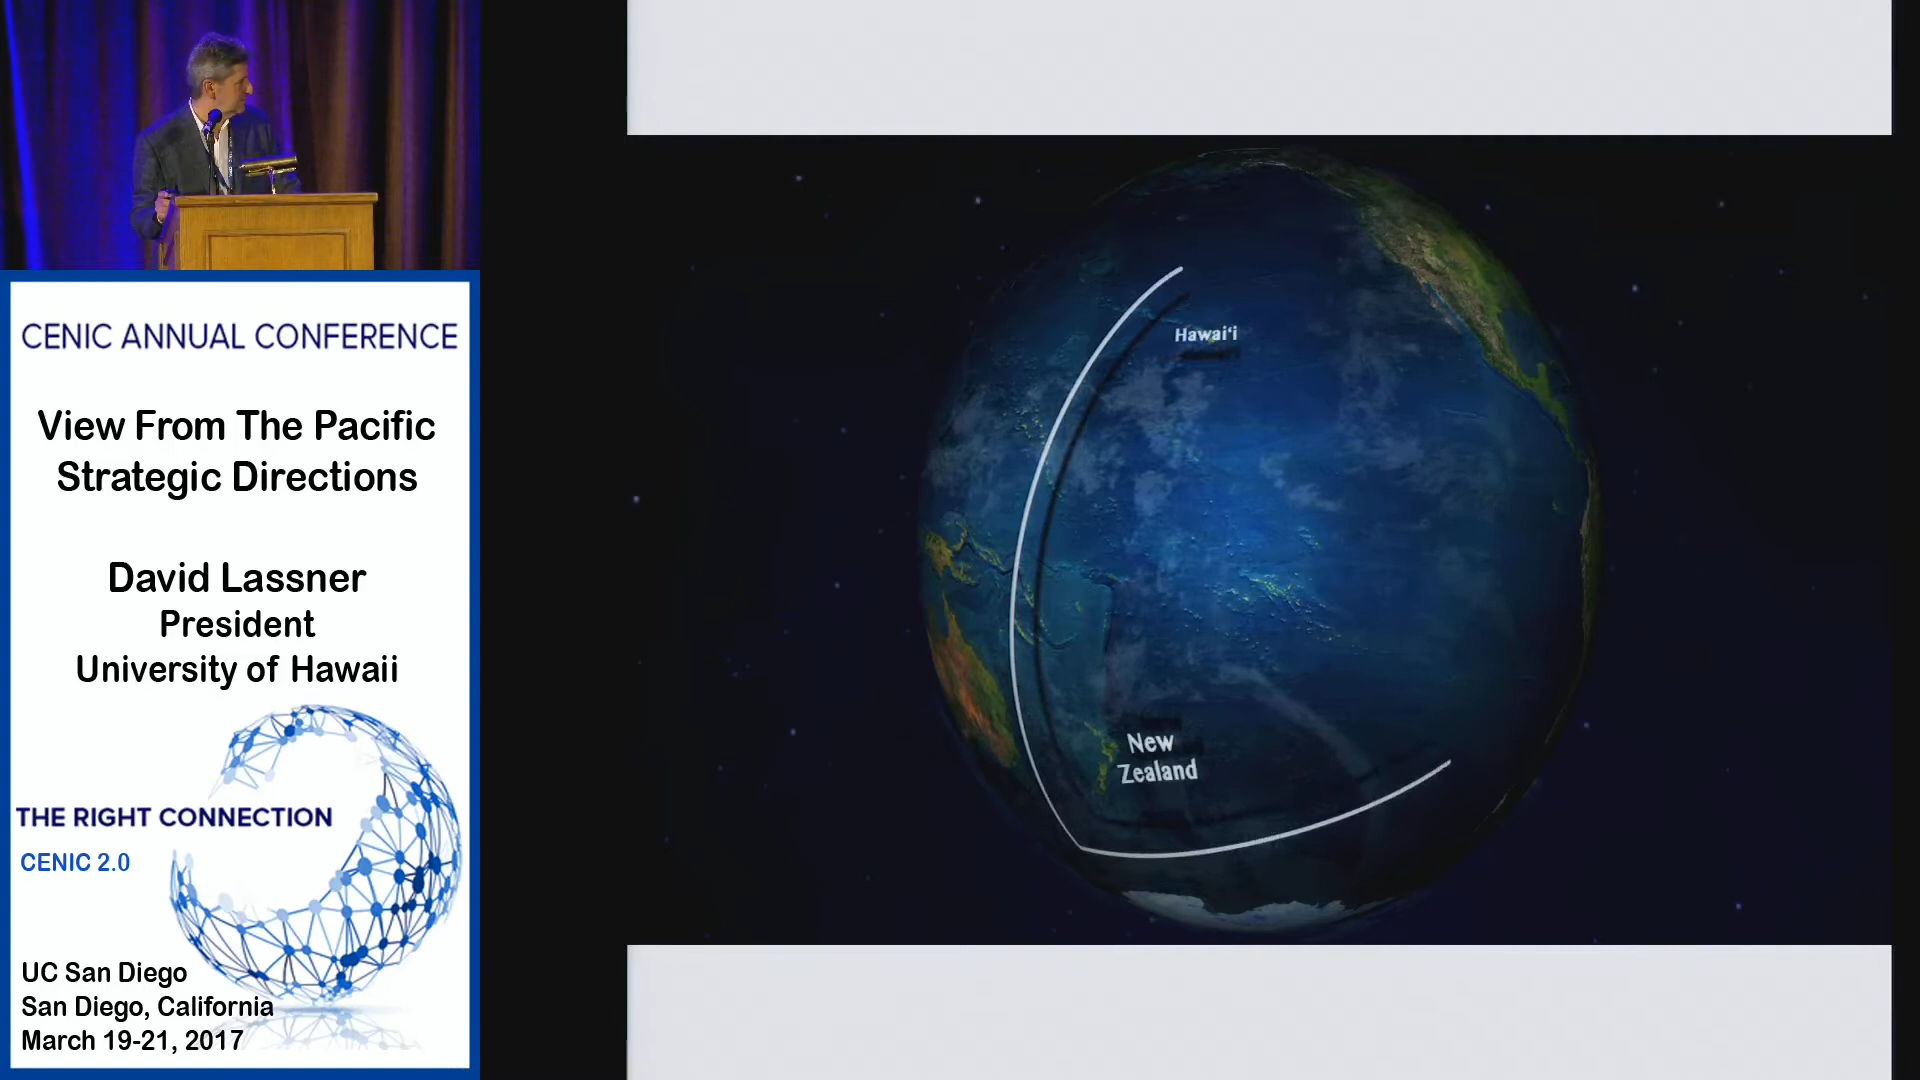 CENIC ANNUAL CONFERENCE
View From The Pacific
Strategic Directions
David Lassner
President
University of Hawaii
THE RIGHT CONNECTION
CENIC 2.0
UC San Diego
San Diego, California
March 19-21, 2017
Hawai‘i
New
Zealand